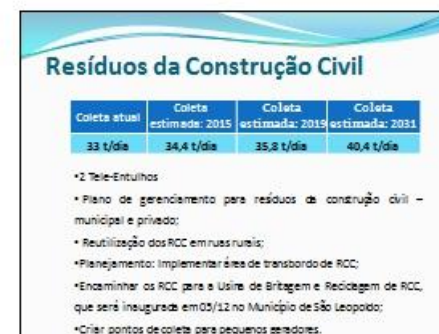 Resíduos da Construção Civil
Coleta atual
Coleta estimada: 2015
Coleta estimada: 2019
Coleta estimada: 2031
33 t/dia
34,4 t/dia
35,8 t/dia
40,4 t/dia
•2 Tele-Entulhos
• Plano de gerenciamento para resíduos da construção civil –
municipal e privado;
• Reutilização dos RCC em ruas rurais;
•Planejamento: Implementar área de transbordo de RCC;
•Encaminhar os RCC para a Usina de Britagem e Reciclagem de RCC,
que será inaugurada em 05/12 no Município de São Leopoldo;
•Criar pontos de coleta para pequenos geradores.